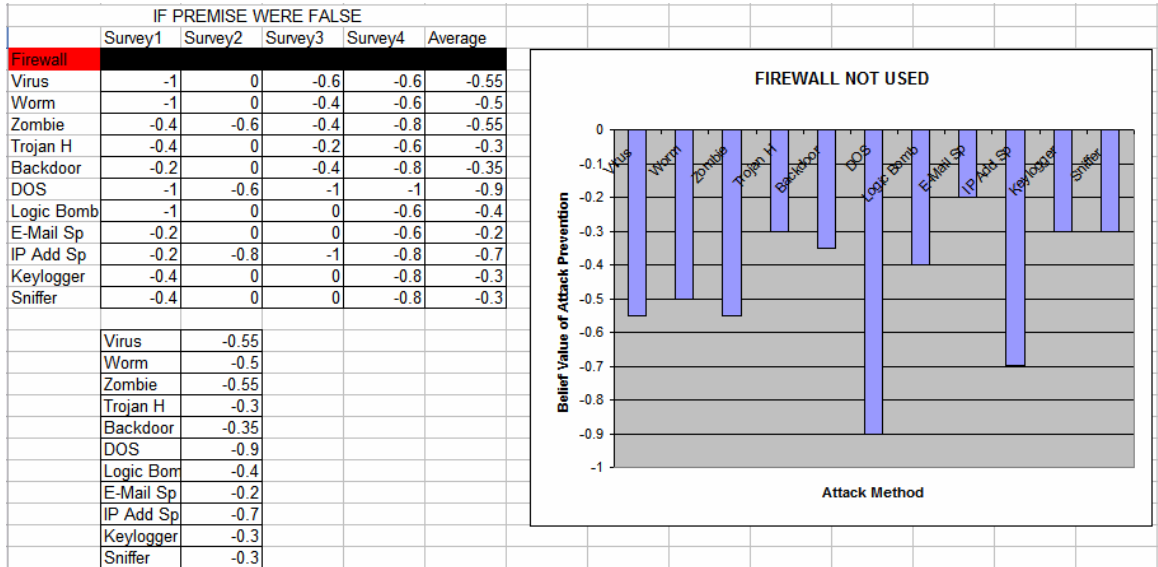 IF PREMISE WERE FALSE
Survey1 Survey2 Survey3 Survey4 Average
Firewall
Virus -1 0 -0.6 -0.6 -0.55
Worm -1 0 -0.4 -0.6 -0.5
Zombie -0.4 -0.6 -0.4 -0.8 -0.55
Trojan H -0.4 0 -0.2 -0.6 -0.3
Backdoor -0.2 0 -0.4 -0.8 -0.35
DOS -1 -0.6 -1 -1 -0.9
Logic Bomb -1 0 0 -0.6 -0.4
E-Mail Sp -0.2 0 0 -0.6 -0.2
IP Add Sp -0.2 -0.8 -1 -0.8 -0.7
Keylogger -0.4 0 0 -0.8 -0.3
Sniffer -0.4 0 0 -0.8 -0.3
Virus -0.55
Worm -0.5
Zombie -0.55
Trojan H -0.3
Backdoor -0.35
DOS -0.9
Logic Bom -0.4
E-Mail Sp -0.2
IP Add Sp -0.7
Keylogger -0.3
Sniffer -0.3
FIREWALL NOT USED
Belief Value of Attack Prevention
0
-0.1
-0.2
-0.3
-0.4
-0.5
-0.6
-0.7
-0.8
-0.9
-1
Virus
Worm
Zombie
Trojan H
Backdoor
DOS
Logic Bomb
E-Mail Sp
IP Add Sp
Keylogger
Sniffer
Attack Method